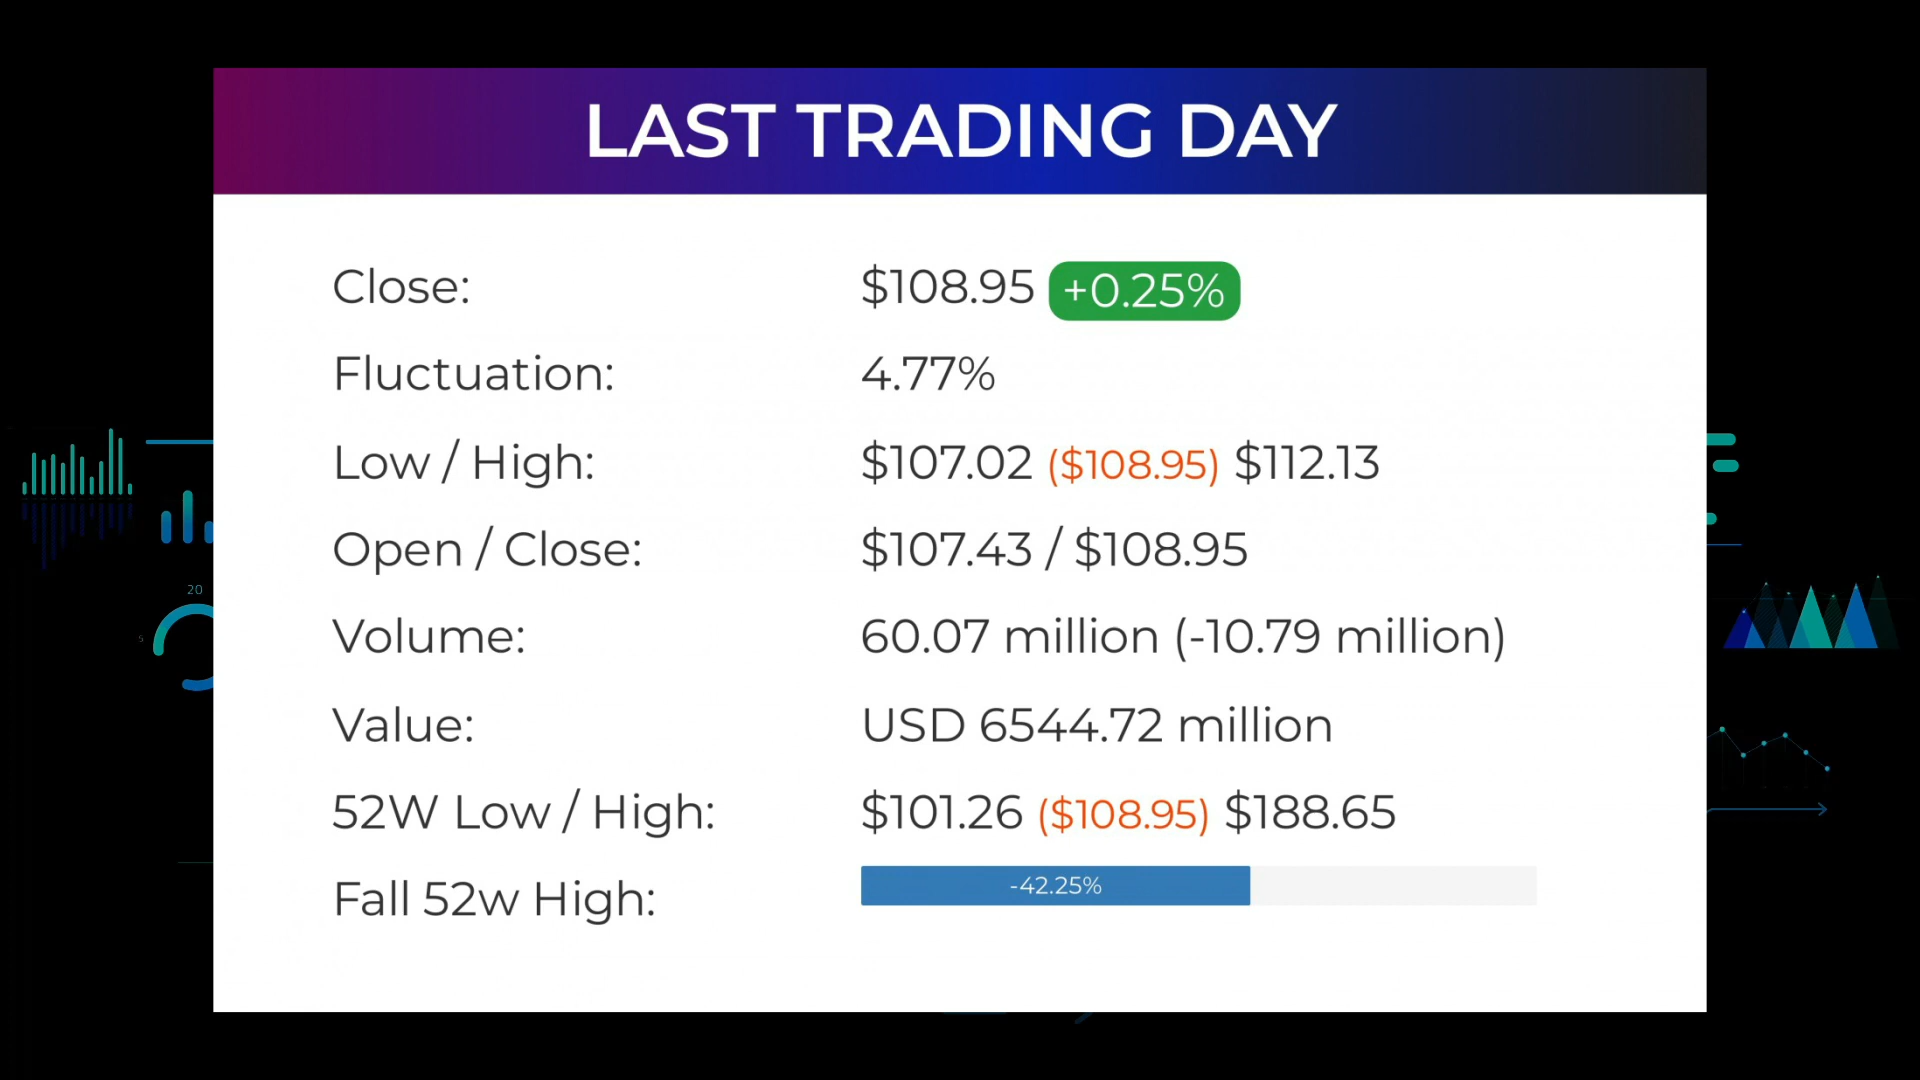 LAST TRADING DAY
Close: $108.95 +0.25%
Fluctuation: 4.77%
Low / High: $107.02 ($108.95) $112.13
Open / Close: $107.43 / $108.95
Volume: 60.07 million (-10.79 million)
Value: USD 6544.72 million
52W Low / High: $101.26 ($108.95) $188.65
Fall 52w High: -42.25%
20
5